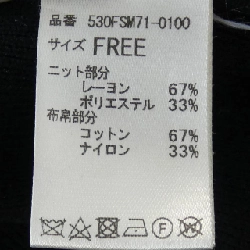 品番 530FSM71-0100
サイズ FREE
ニット部分
レーヨン 67%
ポリエステル 33%
布帛部分
コットン 67%
ナイロン 33%